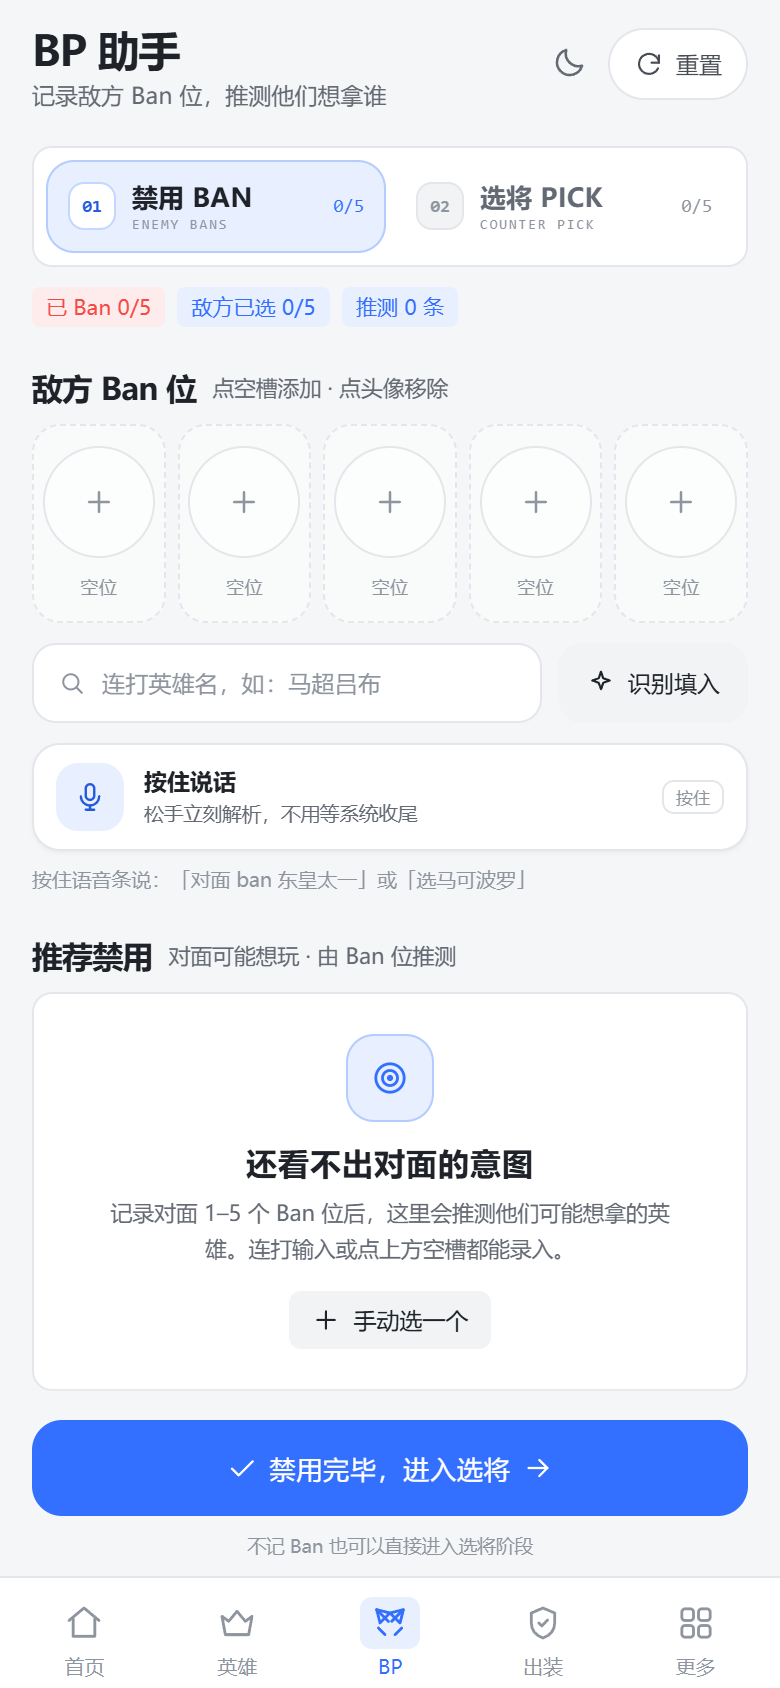 BP 助手
重置
记录敌方 Ban 位，推测他们想拿谁
01 禁用 BAN 0/5
ENEMY BANS
02 选将 PICK 0/5
COUNTER PICK
已 Ban 0/5 敌方已选 0/5 推测 0 条
敌方 Ban 位 点空槽添加 · 点头像移除
空位 空位 空位 空位 空位
连打英雄名，如：马超吕布 识别填入
按住说话
松手立刻解析，不用等系统收尾
按住
按住语音条说：「对面 ban 东皇太一」或「选马可波罗」
推荐禁用 对面可能想玩 · 由 Ban 位推测
还看不出对面的意图
记录对面 1–5 个 Ban 位后，这里会推测他们可能想拿的英
雄。连打输入或点上方空槽都能录入。
手动选一个
禁用完毕，进入选将
不记 Ban 也可以直接进入选将阶段
首页 英雄 BP 出装 更多